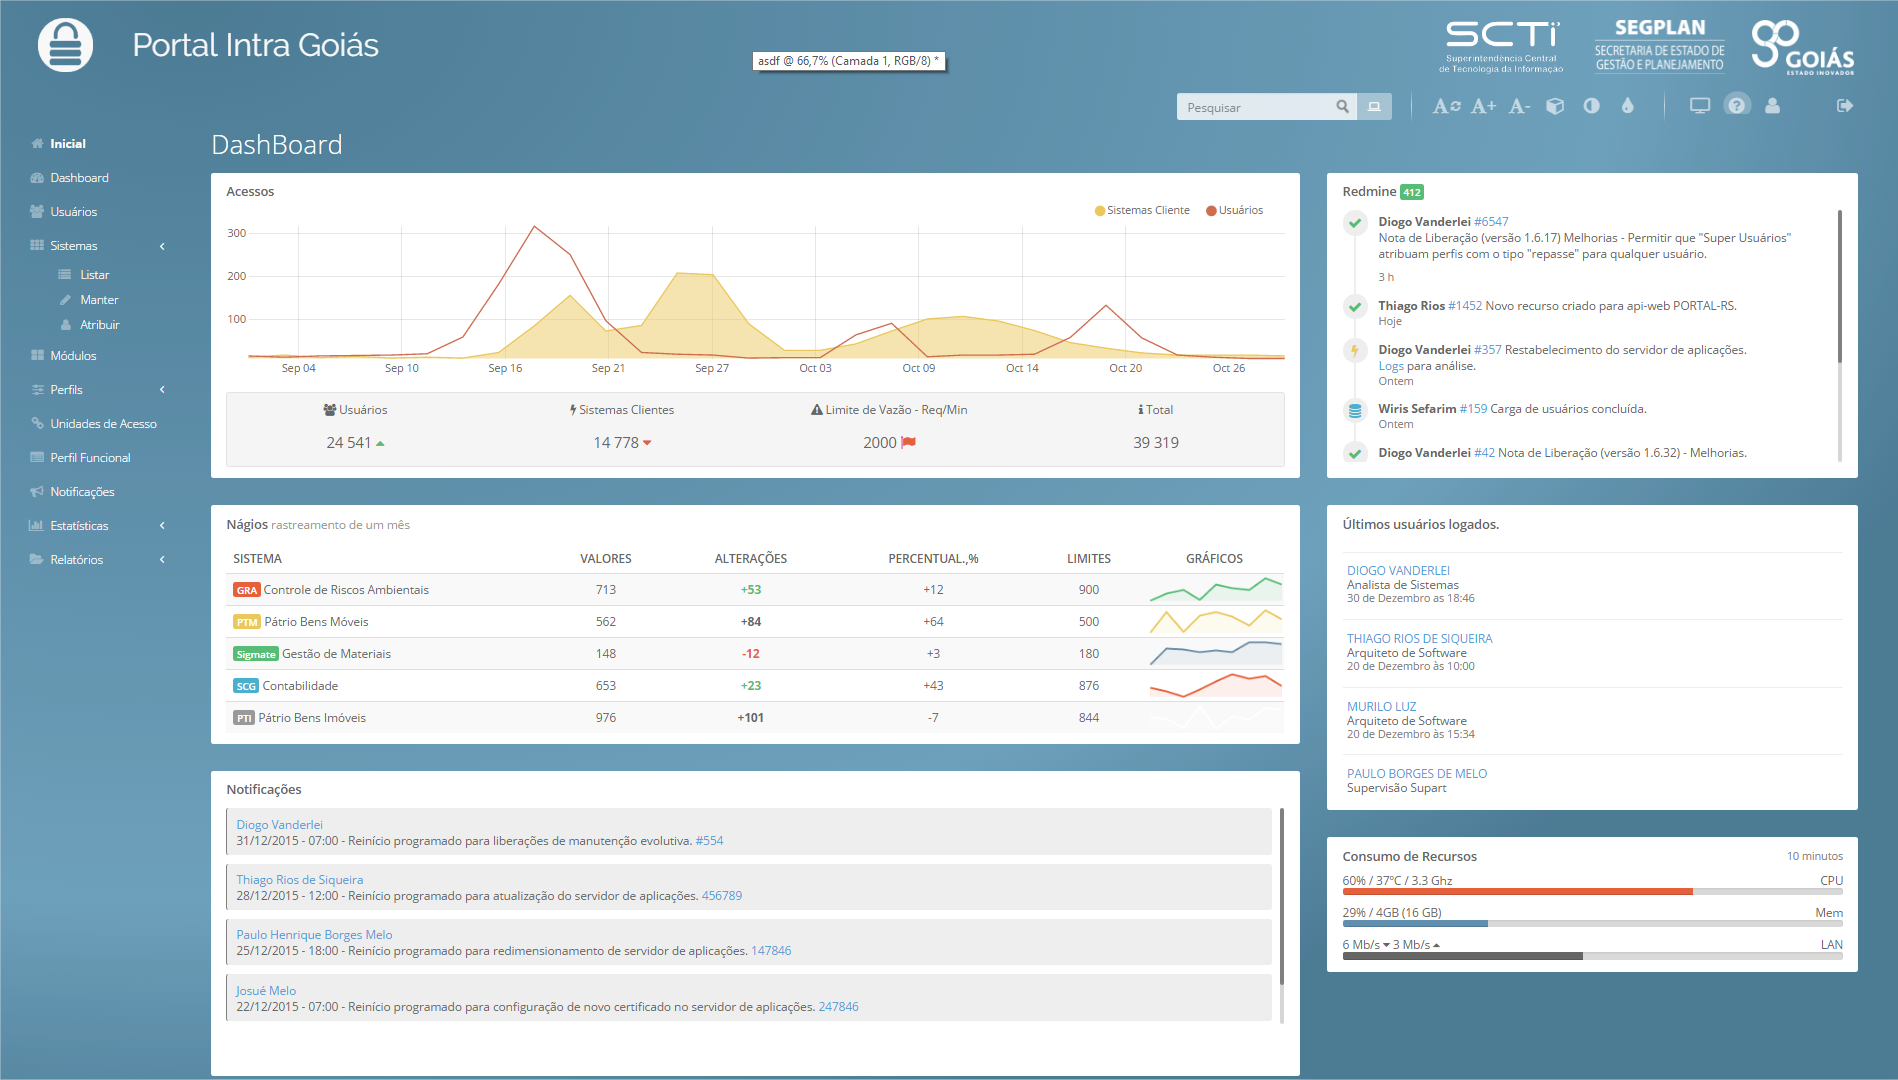 Portal Intra Goiás
asdf @ 66,7% (Camada 1, RGB/8) *
SCTi
Superintendência Central
de Tecnologia da Informação
SEGPLAN
SECRETARIA DE ESTADO DE
GESTÃO E PLANEJAMENTO
GOIÁS
ESTADO INOVADOR
Pesquisar
A A+ A-
Inicial
Dashboard
Usuários
Sistemas
Listar
Manter
Atribuir
Módulos
Perfils
Unidades de Acesso
Perfil Funcional
Notificações
Estatísticas
Relatórios
DashBoard
Acessos
Sistemas Cliente Usuários
300
200
100
Sep 04 Sep 10 Sep 16 Sep 21 Sep 27 Oct 03 Oct 09 Oct 14 Oct 20 Oct 26
Usuários Sistemas Clientes Limite de Vazão - Req/Min Total
24 541 14 778 2000 39 319
Redmine 412
Diogo Vanderlei #6547
Nota de Liberação (versão 1.6.17) Melhorias - Permitir que "Super Usuários"
atribuam perfis com o tipo "repasse" para qualquer usuário.
3 h
Thiago Rios #1452 Novo recurso criado para api-web PORTAL-RS.
Hoje
Diogo Vanderlei #357 Restabelecimento do servidor de aplicações.
Logs para análise.
Ontem
Wiris Sefarim #159 Carga de usuários concluída.
Ontem
Diogo Vanderlei #42 Nota de Liberação (versão 1.6.32) - Melhorias.
Nágios rastreamento de um mês
SISTEMA VALORES ALTERAÇÕES PERCENTUAL.,% LIMITES GRÁFICOS
GRA Controle de Riscos Ambientais 713 +53 +12 900
PTM Pátrio Bens Móveis 562 +84 +64 500
Sigmate Gestão de Materiais 148 -12 +3 180
SCG Contabilidade 653 +23 +43 876
PTI Pátrio Bens Imóveis 976 +101 -7 844
Últimos usuários logados.
DIOGO VANDERLEI
Analista de Sistemas
30 de Dezembro as 18:46
THIAGO RIOS DE SIQUEIRA
Arquiteto de Software
20 de Dezembro às 10:00
MURILO LUZ
Arquiteto de Software
20 de Dezembro às 15:34
PAULO BORGES DE MELO
Supervisão Supart
Notificações
Diogo Vanderlei
31/12/2015 - 07:00 - Reinício programado para liberações de manutenção evolutiva. #554
Thiago Rios de Siqueira
28/12/2015 - 12:00 - Reinício programado para atualização do servidor de aplicações. 456789
Paulo Henrique Borges Melo
25/12/2015 - 18:00 - Reinício programado para redimensionamento de servidor de aplicações. 147846
Josué Melo
22/12/2015 - 07:00 - Reinício programado para configuração de novo certificado no servidor de aplicações. 247846
Consumo de Recursos 10 minutos
60% / 37ºC / 3.3 Ghz CPU
29% / 4GB (16 GB) Mem
6 Mb/s 3 Mb/s LAN